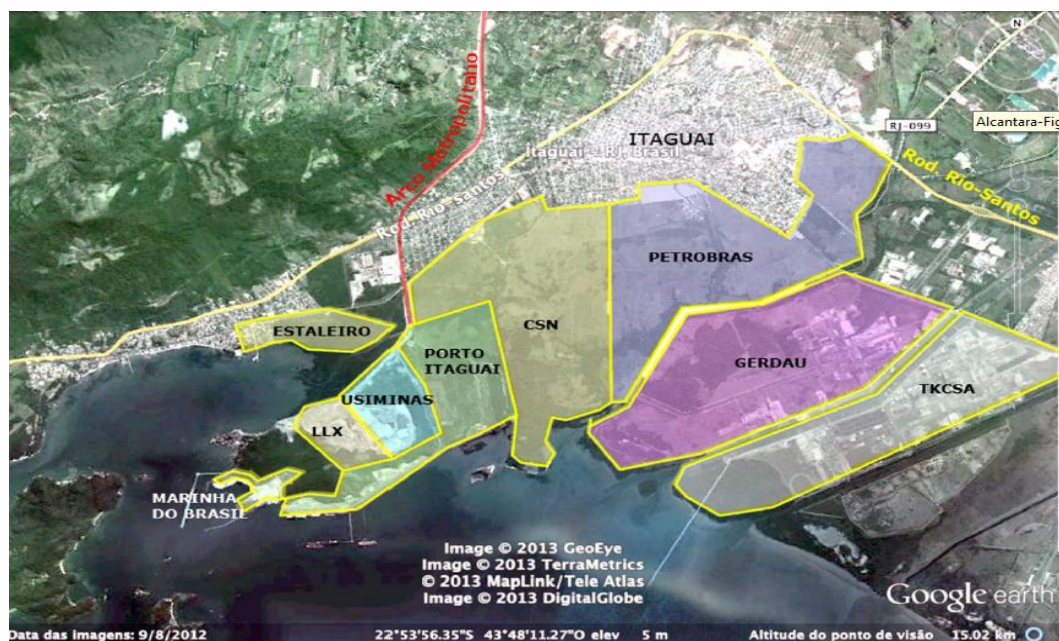 N
Alcantara-Fig
RJ-099
Arco Metropolitano
ITAGUAI
Itaguaí - RJ, Brasil
Rod. Rio-Santos
Rod. Rio-Santos
PETROBRAS
ESTALEIRO
CSN
PORTO
ITAGUAI
GERDAU
TKCSA
USIMINAS
LLX
MARINHA
DO BRASIL
Image © 2013 GeoEye
Image © 2013 TerraMetrics
© 2013 MapLink/Tele Atlas
Image © 2013 DigitalGlobe
Google earth
Data das imagens: 9/8/2012 22°53'56.35"S 43°48'11.27"O elev 5 m Altitude do ponto de visão 15.03 km